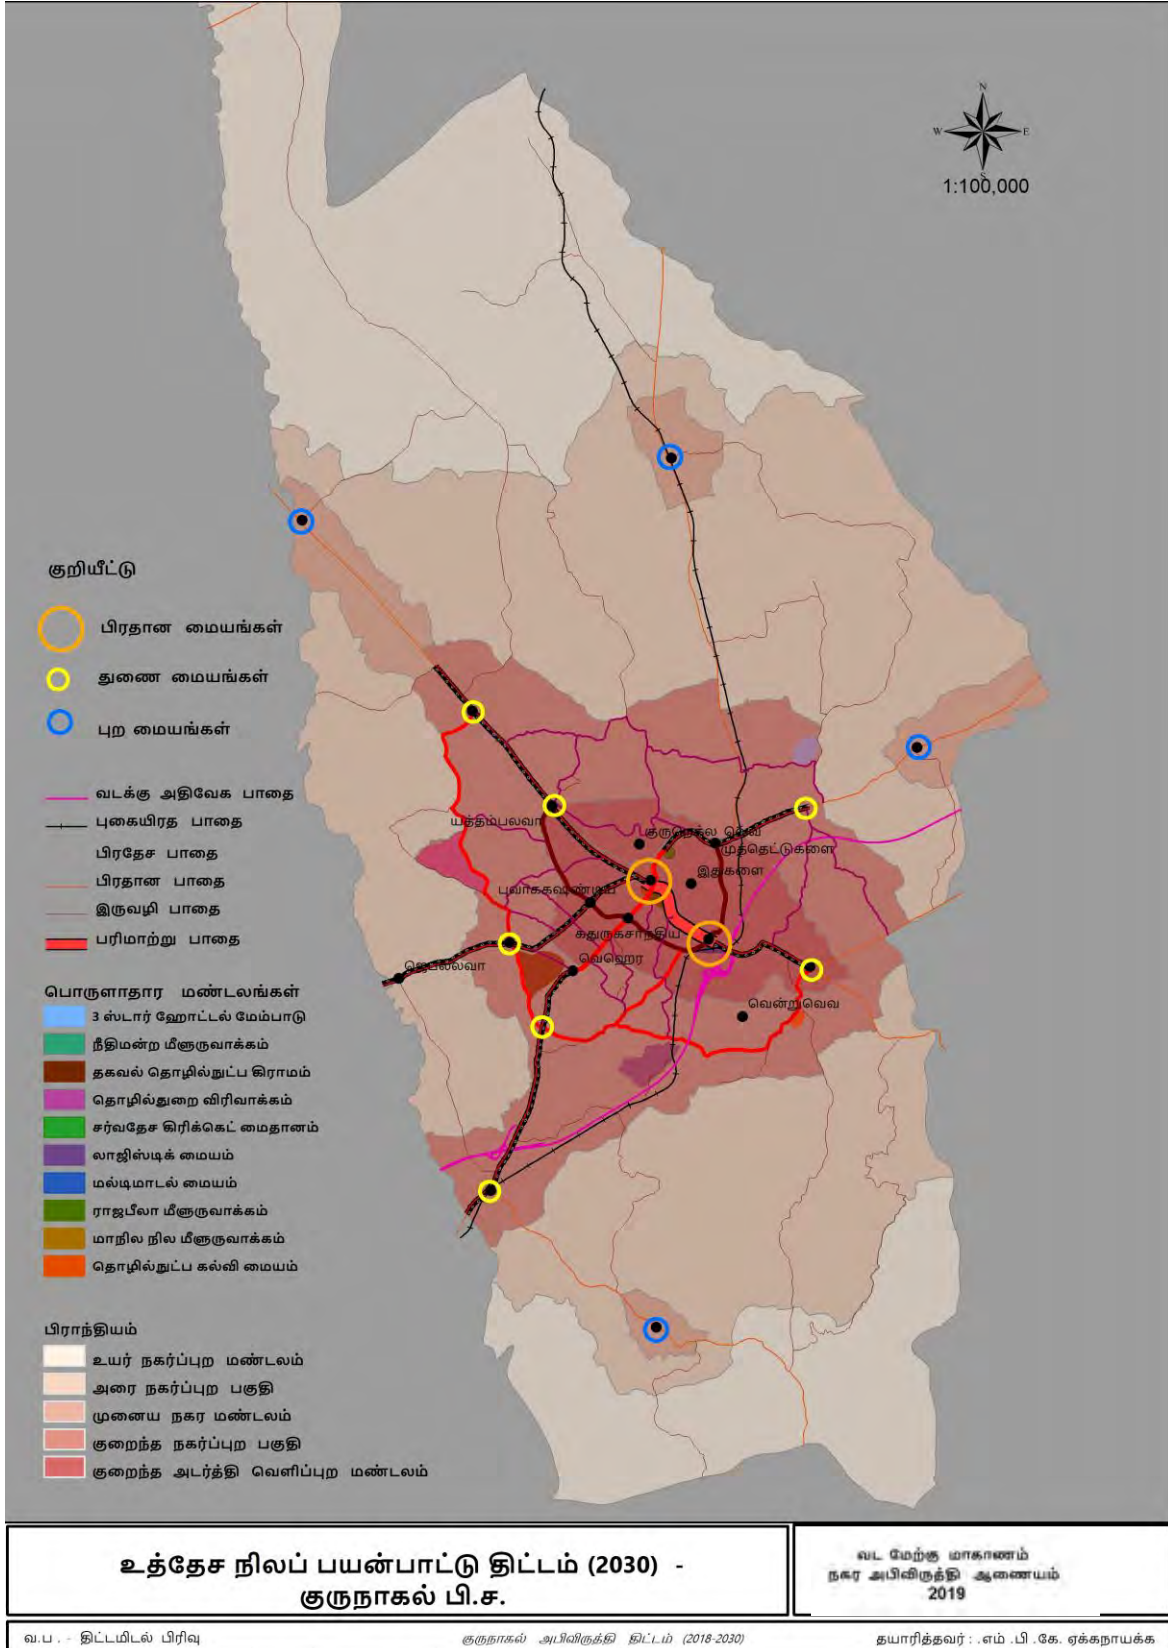 N
W
E
S
1:100,000
குறியீட்டு
பிரதான மையங்கள்
துணை மையங்கள்
புற மையங்கள்
வடக்கு அதிவேக பாதை
புகையிரத பாதை
பிரதேச பாதை
பிரதான பாதை
இருவழி பாதை
பரிமாற்று பாதை
பொருளாதார மண்டலங்கள்
3 ஸ்டார் ஹோட்டல் மேம்பாடு
நீதிமன்ற மீளுருவாக்கம்
தகவல் தொழில்நுட்ப கிராமம்
தொழில்துறை விரிவாக்கம்
சர்வதேச கிரிக்கெட் மைதானம்
லாஜிஸ்டிக் மையம்
மல்டிமாடல் மையம்
ராஜபீலா மீளுருவாக்கம்
மாநில நில மீளுருவாக்கம்
தொழில்நுட்ப கல்வி மையம்
பிராந்தியம்
உயர் நகர்ப்புற மண்டலம்
அரை நகர்ப்புற பகுதி
முனைய நகர மண்டலம்
குறைந்த நகர்ப்புற பகுதி
குறைந்த அடர்த்தி வெளிப்புற மண்டலம்
யத்தம்பலவா
முத்தெட்டுகளை
இதுகளை
வெஹெர
வென்றுவெவ
உத்தேச நிலப் பயன்பாட்டு திட்டம் (2030) -
குருநாகல் பி.ச.
வட மேற்கு மாகாணம்
நகர அபிவிருத்தி ஆணையம்
2019
வ.ப . - திட்டமிடல் பிரிவு
குருநாகல் அபிவிருத்தி திட்டம் (2018-2030)
தயாரித்தவர் : .எம் .பி .கே. ஏக்கநாயக்க